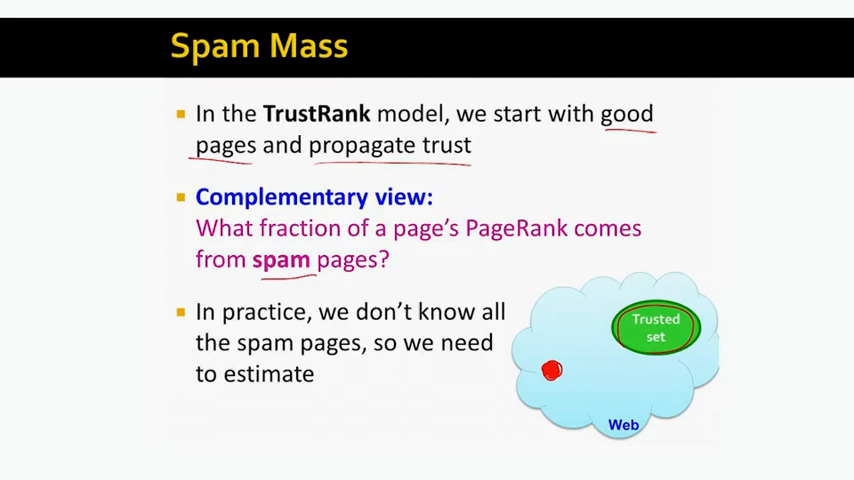 Spam Mass
In the TrustRank model, we start with good
pages and propagate trust
Complementary view:
What fraction of a page's PageRank comes
from spam pages?
In practice, we don't know all
the spam pages, so we need
to estimate
Trusted
set
Web